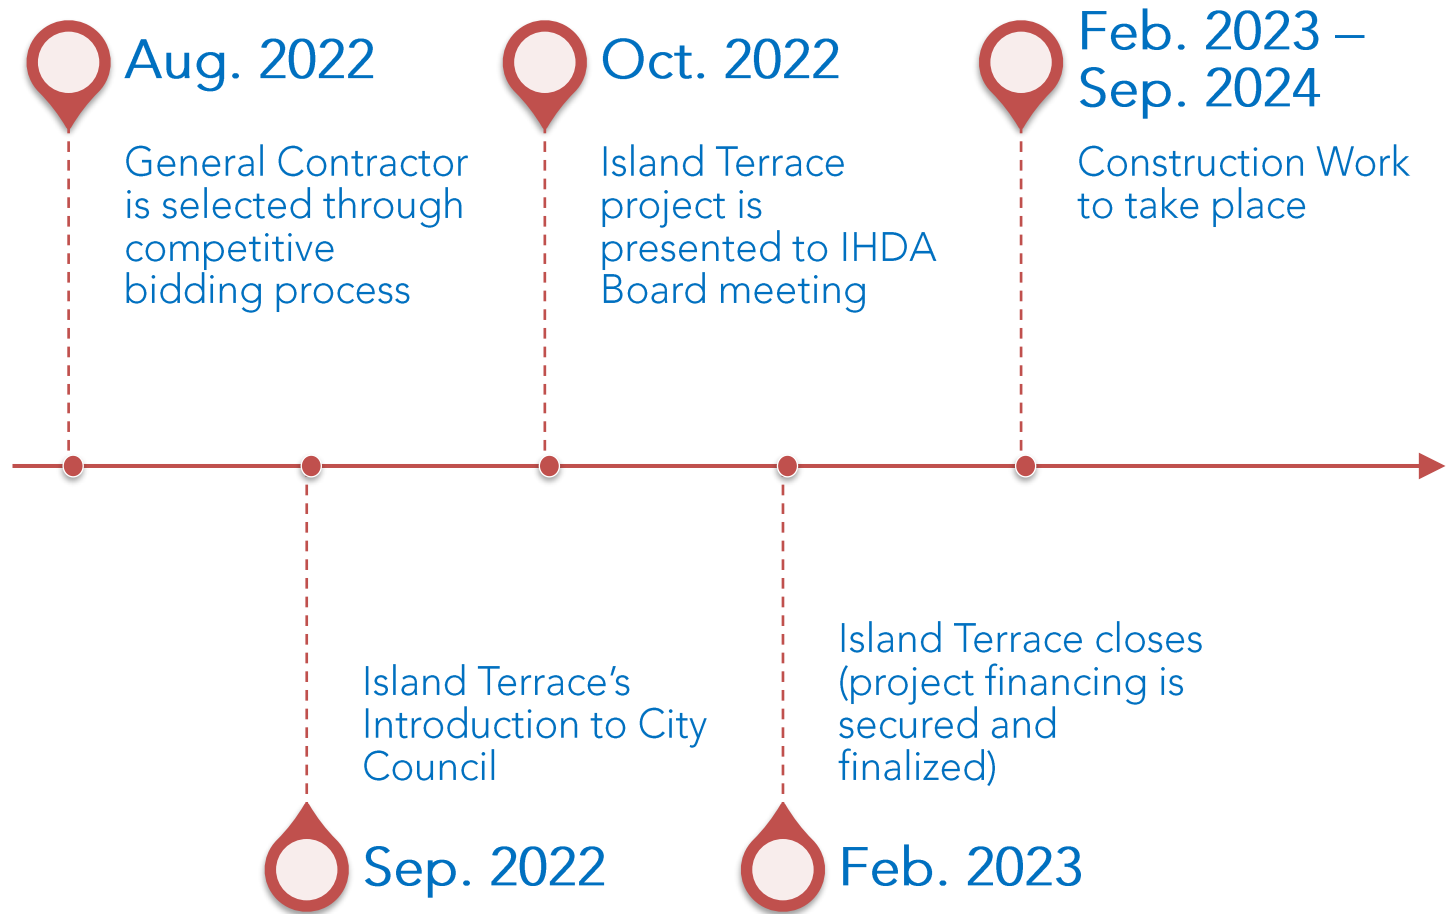 Aug. 2022
General Contractor
is selected through
competitive
bidding process
Oct. 2022
Island Terrace
project is
presented to IHDA
Board meeting
Feb. 2023 –
Sep. 2024
Construction Work
to take place
Island Terrace’s
Introduction to City
Council
Sep. 2022
Island Terrace closes
(project financing is
secured and
finalized)
Feb. 2023